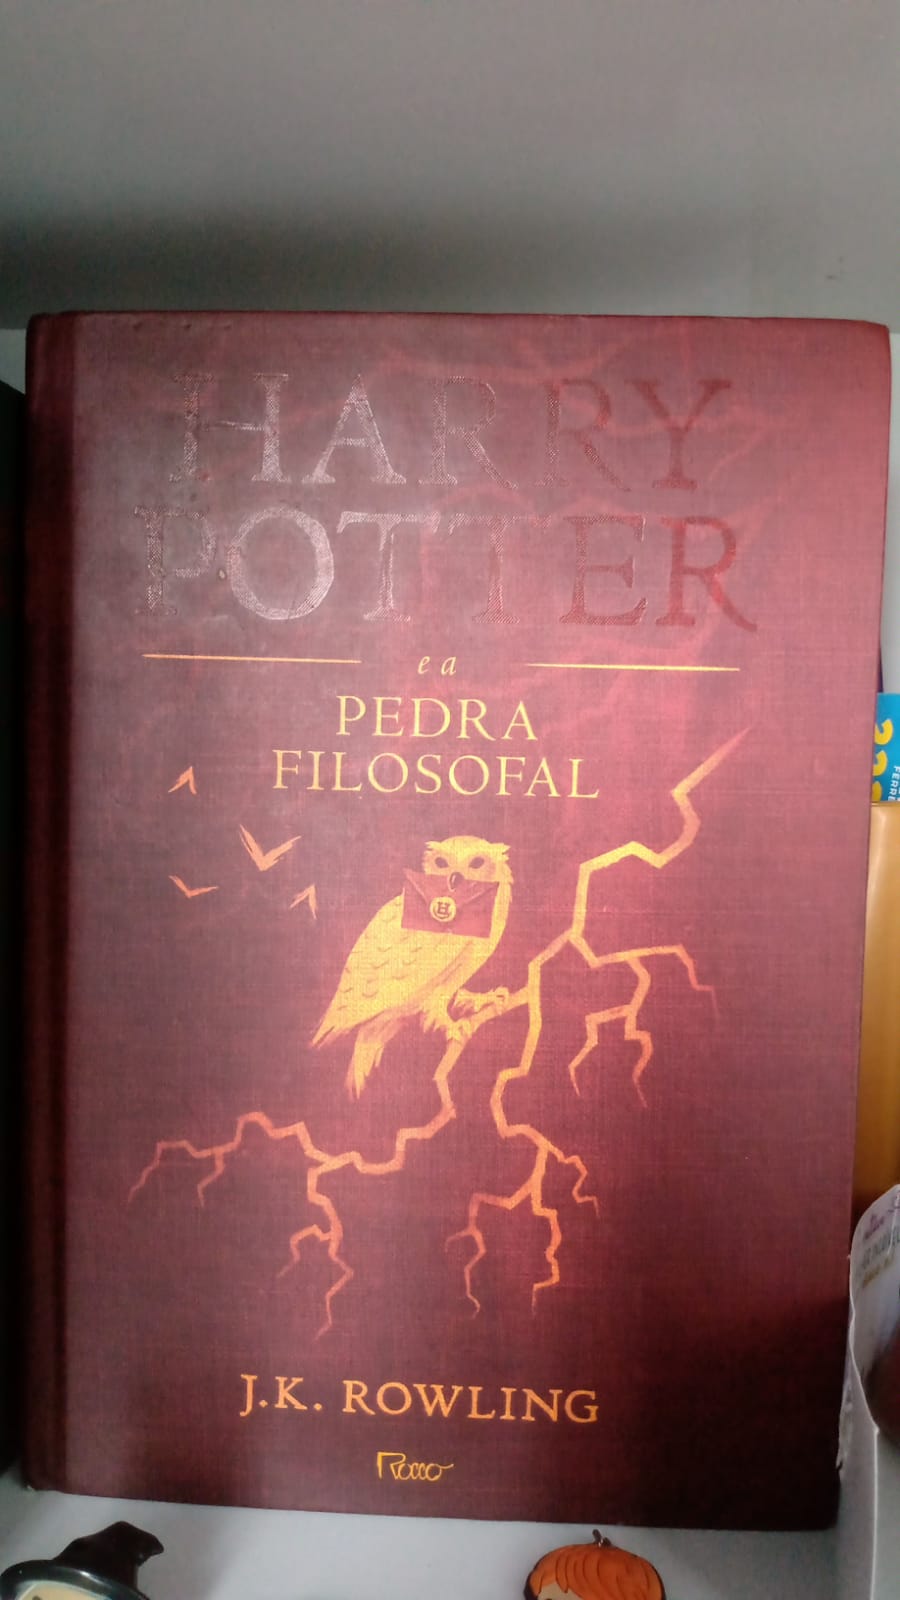 HARRY
POTTER
e a
PEDRA
FILOSOFAL
H
J.K. ROWLING
Rocco